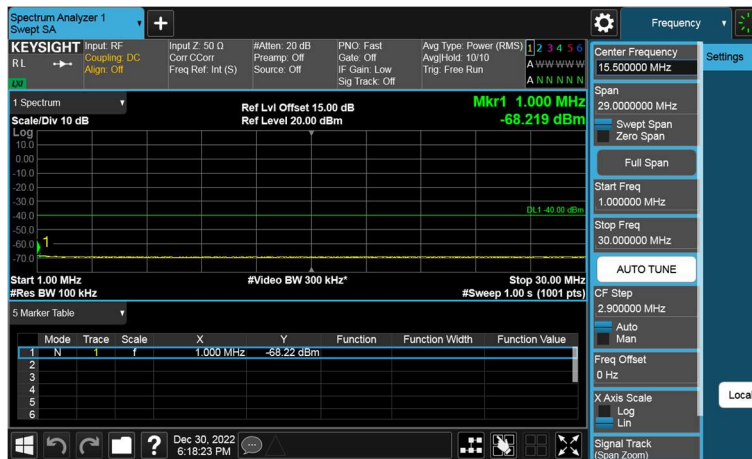 Spectrum Analyzer 1
Swept SA
Frequency
KEYSIGHT
RL
LXI
Input: RF
Coupling: DC
Align: Off
Input Z: 50 Ω
Corr CCorr
Freq Ref: Int (S)
#Atten: 20 dB
Preamp: Off
Source: Off
PNO: Fast
Gate: Off
IF Gain: Low
Sig Track: Off
Avg Type: Power (RMS)
Avg|Hold: 10/10
Trig: Free Run
1 2 3 4 5 6
A W W W W W
A N N N N N
1 Spectrum
Scale/Div 10 dB
Ref Lvl Offset 15.00 dB
Ref Level 20.00 dBm
Mkr1 1.000 MHz
-68.219 dBm
Log
10.0
0.00
-10.0
-20.0
-30.0
-40.0
-50.0
-60.0
-70.0
DL1 -40.00 dBm
1
Start 1.00 MHz
#Res BW 100 kHz
#Video BW 300 kHz*
Stop 30.00 MHz
#Sweep 1.00 s (1001 pts)
5 Marker Table
Mode Trace Scale X Y Function Function Width Function Value
1 N 1 f 1.000 MHz -68.22 dBm
2
3
4
5
6
Dec 30, 2022
6:18:23 PM
Center Frequency
15.500000 MHz
Span
29.0000000 MHz
Swept Span
Zero Span
Full Span
Start Freq
1.000000 MHz
Stop Freq
30.000000 MHz
AUTO TUNE
CF Step
2.900000 MHz
Auto
Man
Freq Offset
0 Hz
X Axis Scale
Log
Lin
Signal Track
(Span Zoom)
Settings
Local